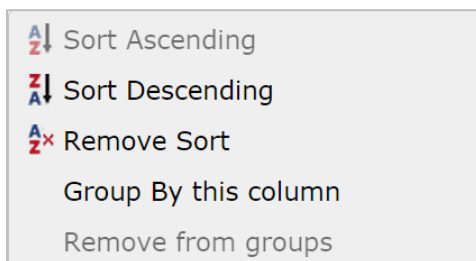 Sort Ascending
Sort Descending
Remove Sort
Group By this column
Remove from groups